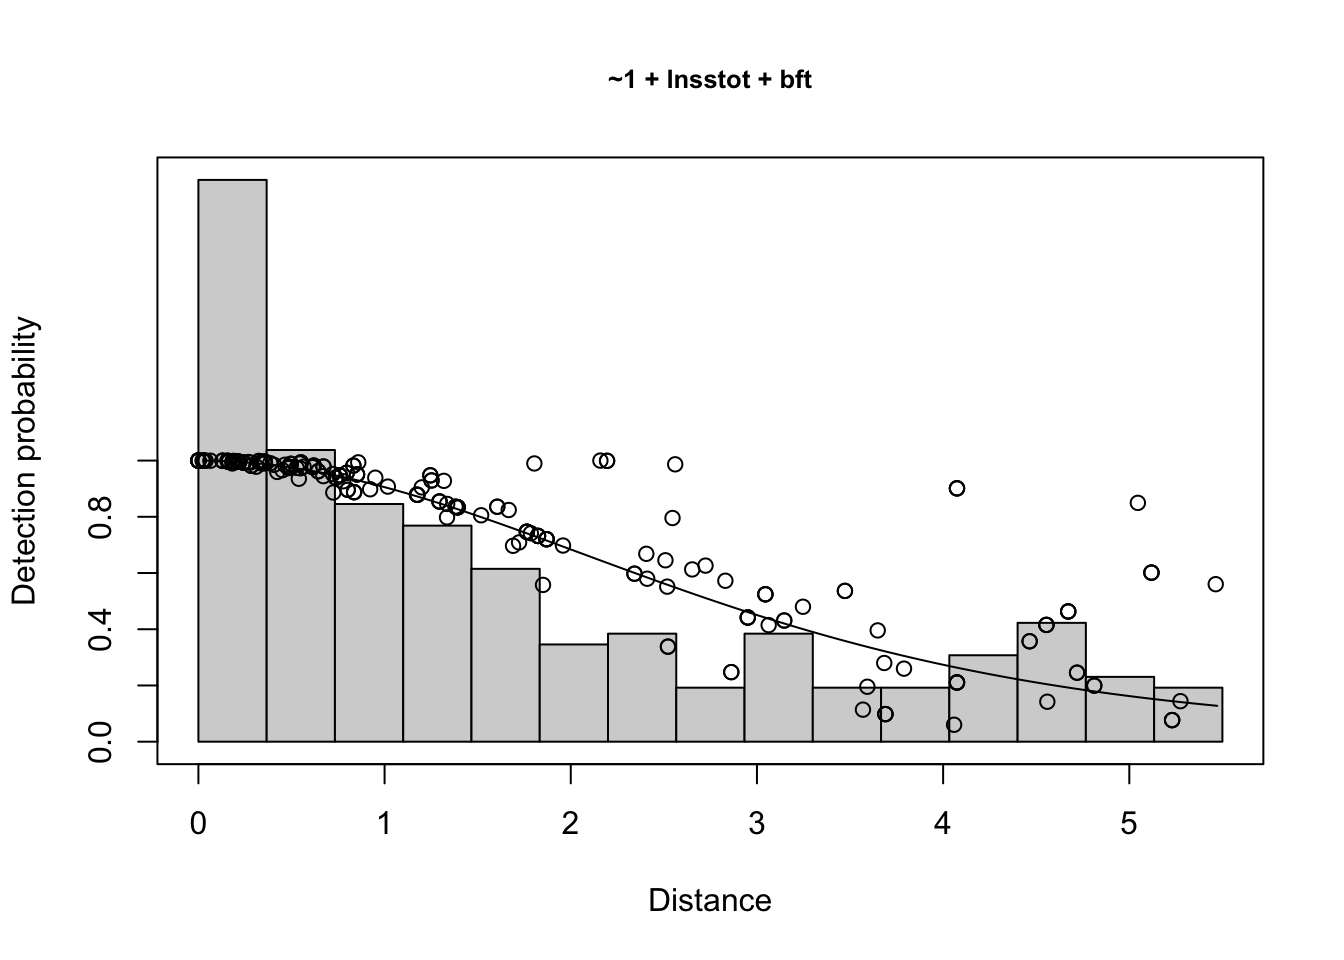 ~1 + lnsstot + bft
Detection probability
0.8
0.4
0.0
0 1 2 3 4 5
Distance